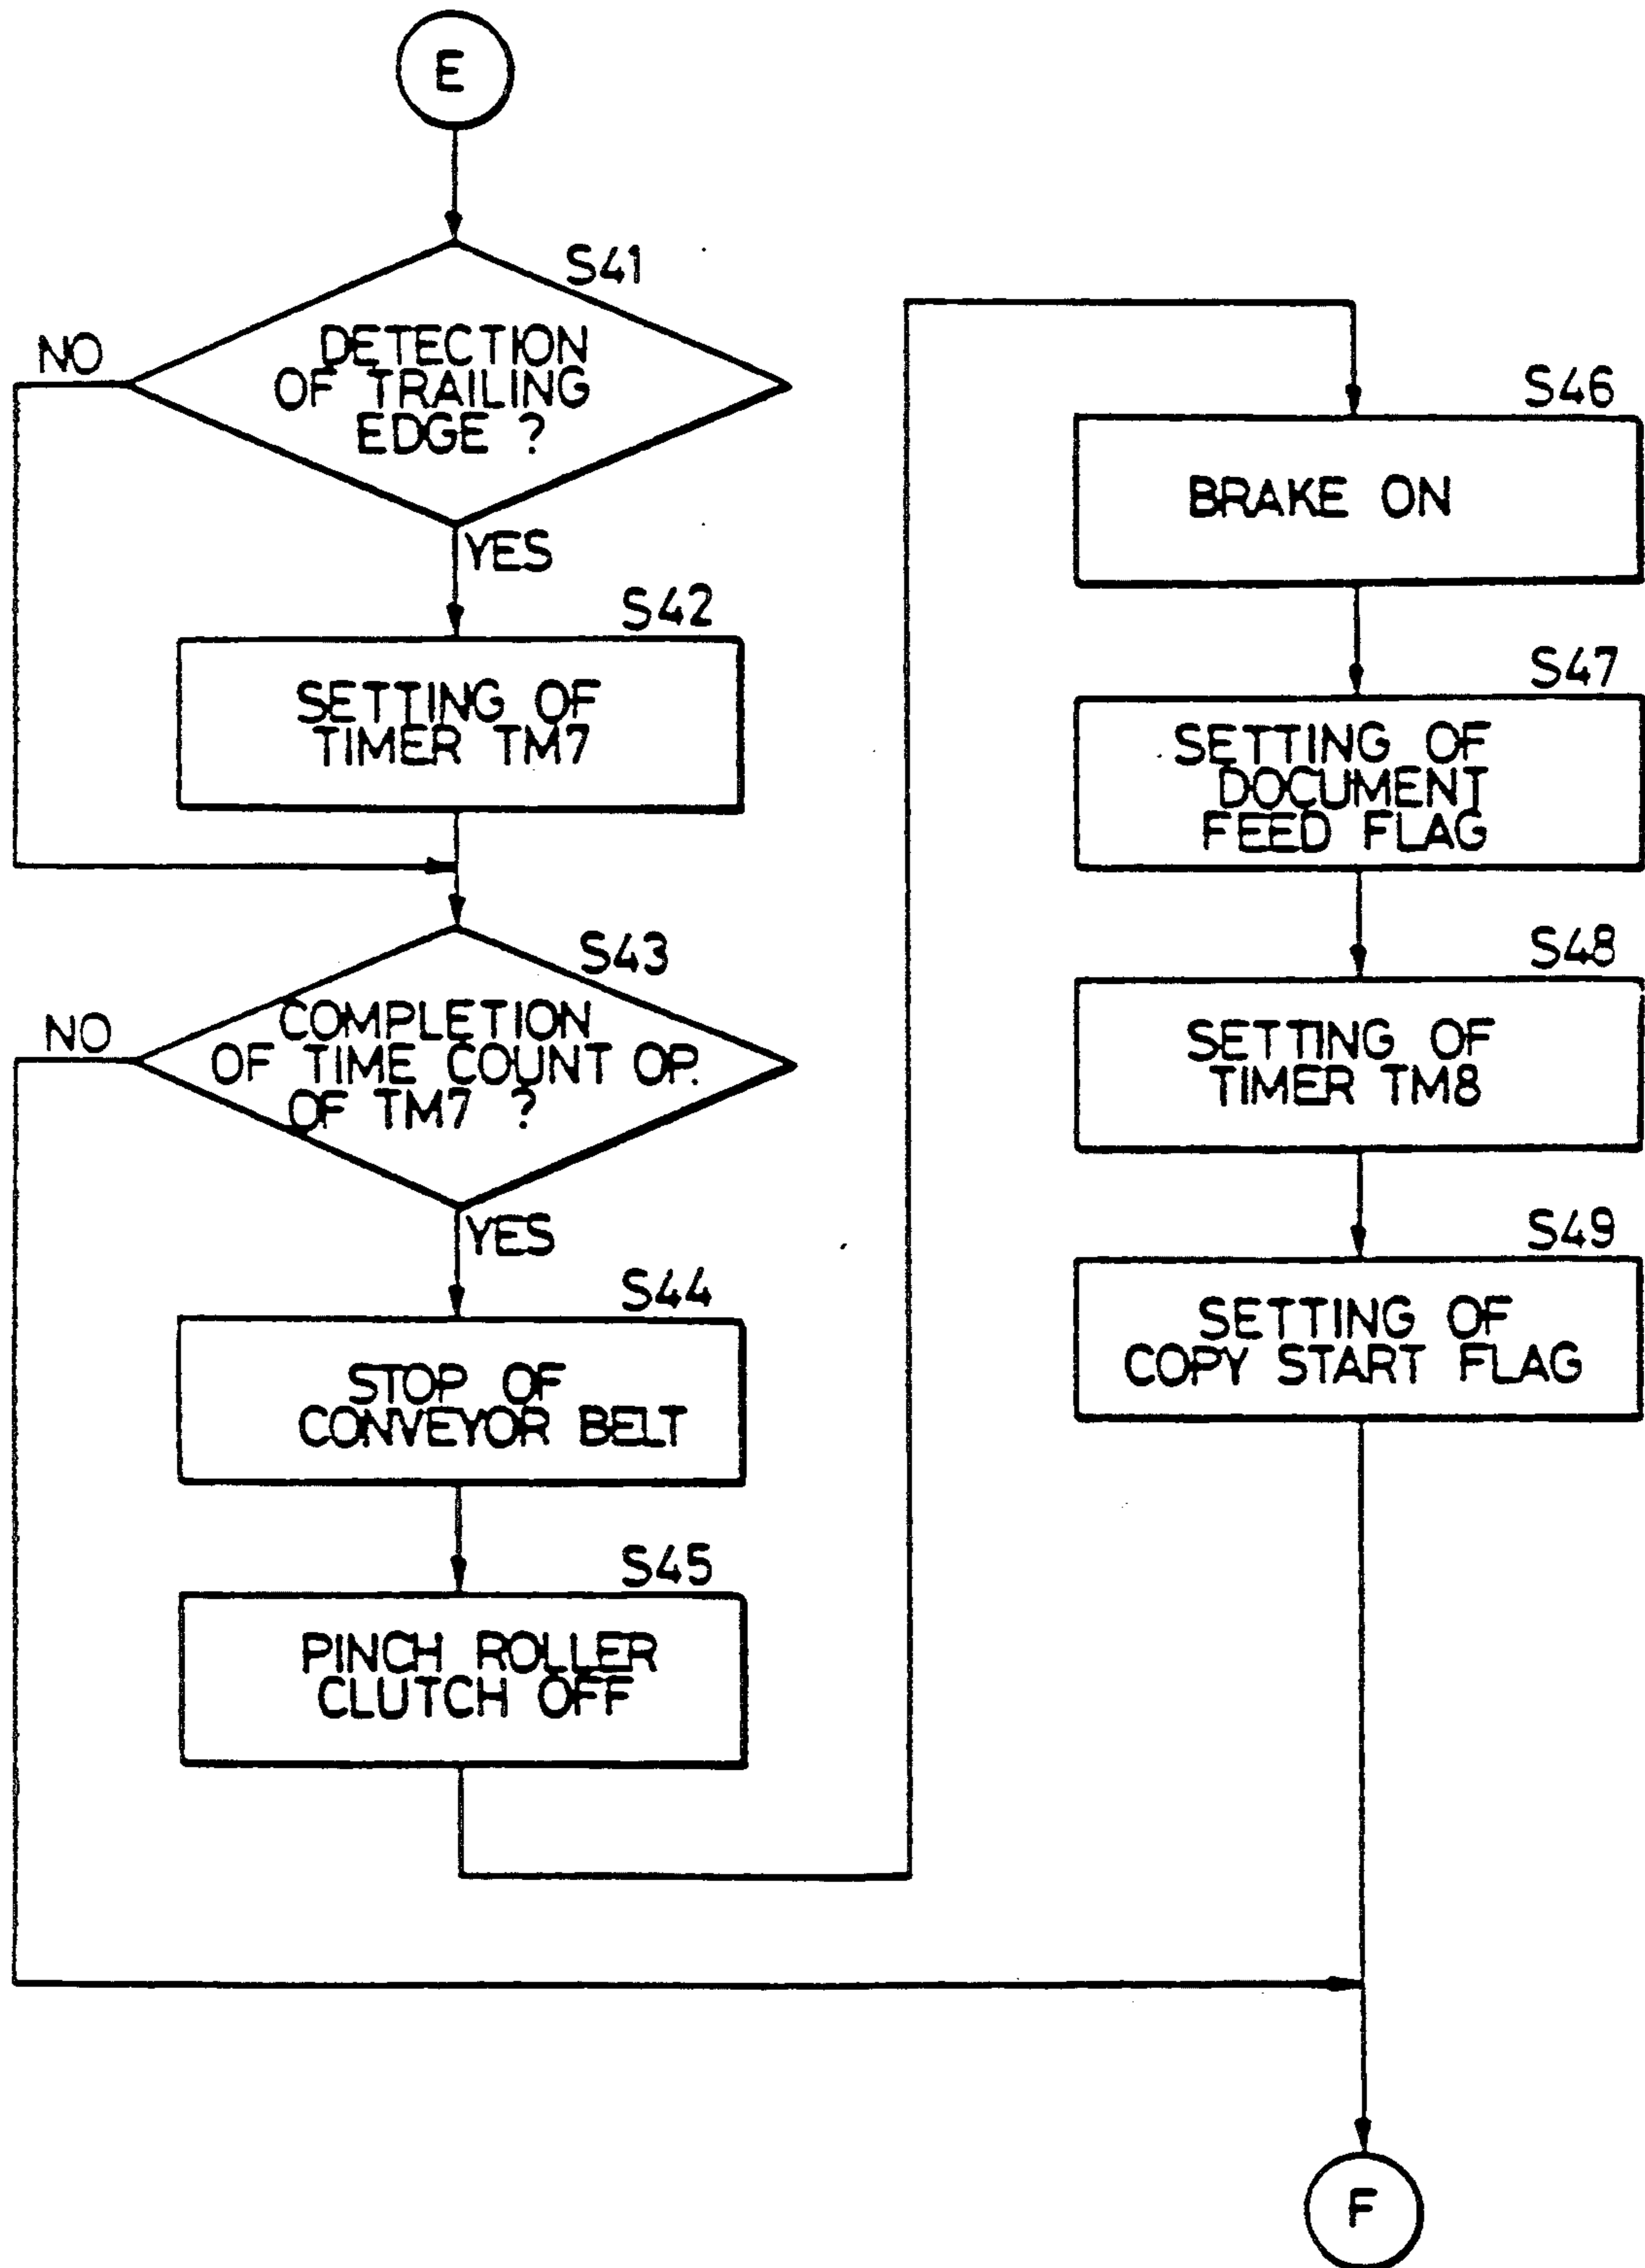 E
S41
DETECTION
OF TRAILING
EDGE ?
NO
YES
S42
SETTING OF
TIMER TM7
S43
COMPLETION
OF TIME COUNT OP.
OF TM7 ?
NO
YES
S44
STOP OF
CONVEYOR BELT
S45
PINCH ROLLER
CLUTCH OFF
S46
BRAKE ON
S47
SETTING OF
DOCUMENT
FEED FLAG
S48
SETTING OF
TIMER TM8
S49
SETTING OF
COPY START FLAG
F